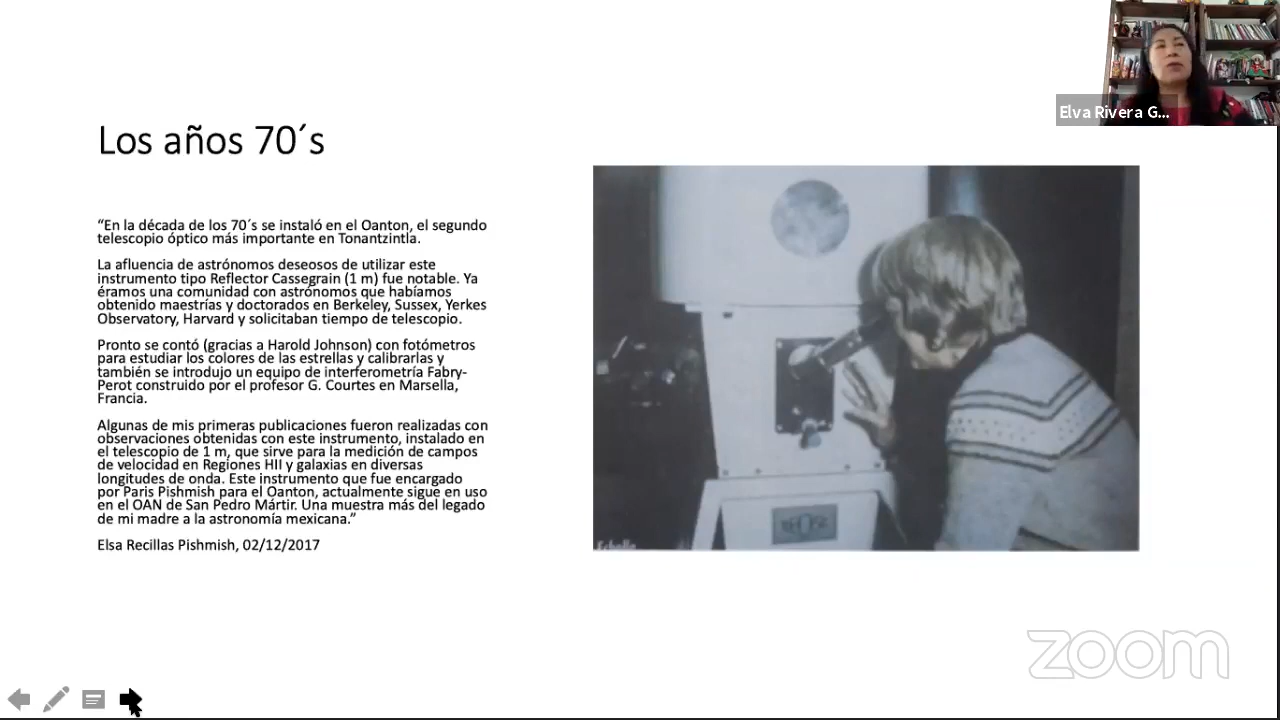 Elva Rivera G...
Los años 70´s
“En la década de los 70´s se instaló en el Oanton, el segundo
telescopio óptico más importante en Tonantzintla.
La afluencia de astrónomos deseosos de utilizar este
instrumento tipo Reflector Cassegrain (1 m) fue notable. Ya
éramos una comunidad con astrónomos que habíamos
obtenido maestrías y doctorados en Berkeley, Sussex, Yerkes
Observatory, Harvard y solicitaban tiempo de telescopio.
Pronto se contó (gracias a Harold Johnson) con fotómetros
para estudiar los colores de las estrellas y calibrarlas y
también se introdujo un equipo de interferometría Fabry-
Perot construido por el profesor G. Courtes en Marsella,
Francia.
Algunas de mis primeras publicaciones fueron realizadas con
observaciones obtenidas con este instrumento, instalado en
el telescopio de 1 m, que sirve para la medición de campos
de velocidad en Regiones HII y galaxias en diversas
longitudes de onda. Este instrumento que fue encargado
por Paris Pishmish para el Oanton, actualmente sigue en uso
en el OAN de San Pedro Mártir. Una muestra más del legado
de mi madre a la astronomía mexicana.”
Elsa Recillas Pishmish, 02/12/2017
zoom